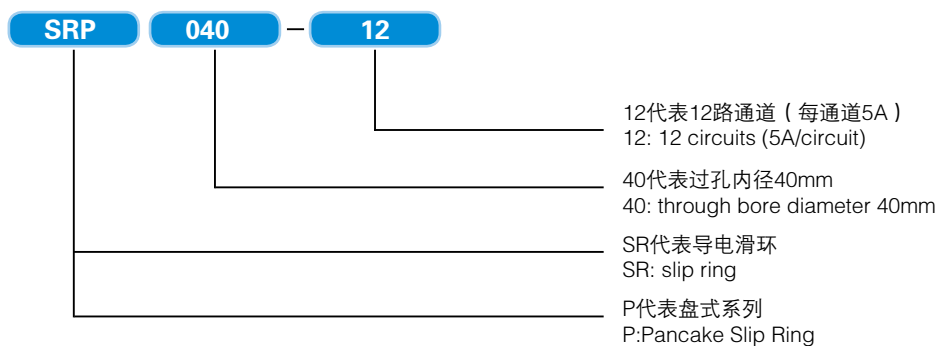 SRP 040 – 12
12代表12路通道（每通道5A）
12: 12 circuits (5A/circuit)
40代表过孔内径40mm
40: through bore diameter 40mm
SR代表导电滑环
SR: slip ring
P代表盘式系列
P:Pancake Slip Ring